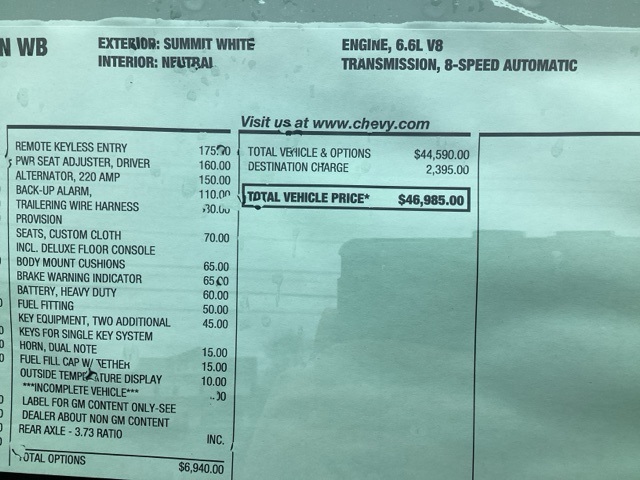 N WB
EXTERIOR: SUMMIT WHITE
INTERIOR: NEUTRAL
ENGINE, 6.6L V8
TRANSMISSION, 8-SPEED AUTOMATIC
Visit us at www.chevy.com
REMOTE KEYLESS ENTRY 175.00
PWR SEAT ADJUSTER, DRIVER 160.00
ALTERNATOR, 220 AMP 150.00
BACK-UP ALARM, 110.00
TRAILERING WIRE HARNESS
PROVISION
SEATS, CUSTOM CLOTH 70.00
INCL. DELUXE FLOOR CONSOLE
BODY MOUNT CUSHIONS 65.00
BRAKE WARNING INDICATOR 65.00
BATTERY, HEAVY DUTY 60.00
FUEL FITTING 50.00
KEY EQUIPMENT, TWO ADDITIONAL 45.00
KEYS FOR SINGLE KEY SYSTEM
HORN, DUAL NOTE 15.00
FUEL FILL CAP W/ TETHER 15.00
OUTSIDE TEMPERATURE DISPLAY 10.00
***INCOMPLETE VEHICLE***
LABEL FOR GM CONTENT ONLY-SEE
DEALER ABOUT NON GM CONTENT
REAR AXLE - 3.73 RATIO INC.
TOTAL OPTIONS $6,940.00
TOTAL VEHICLE & OPTIONS $44,590.00
DESTINATION CHARGE 2,395.00
TOTAL VEHICLE PRICE* $46,985.00